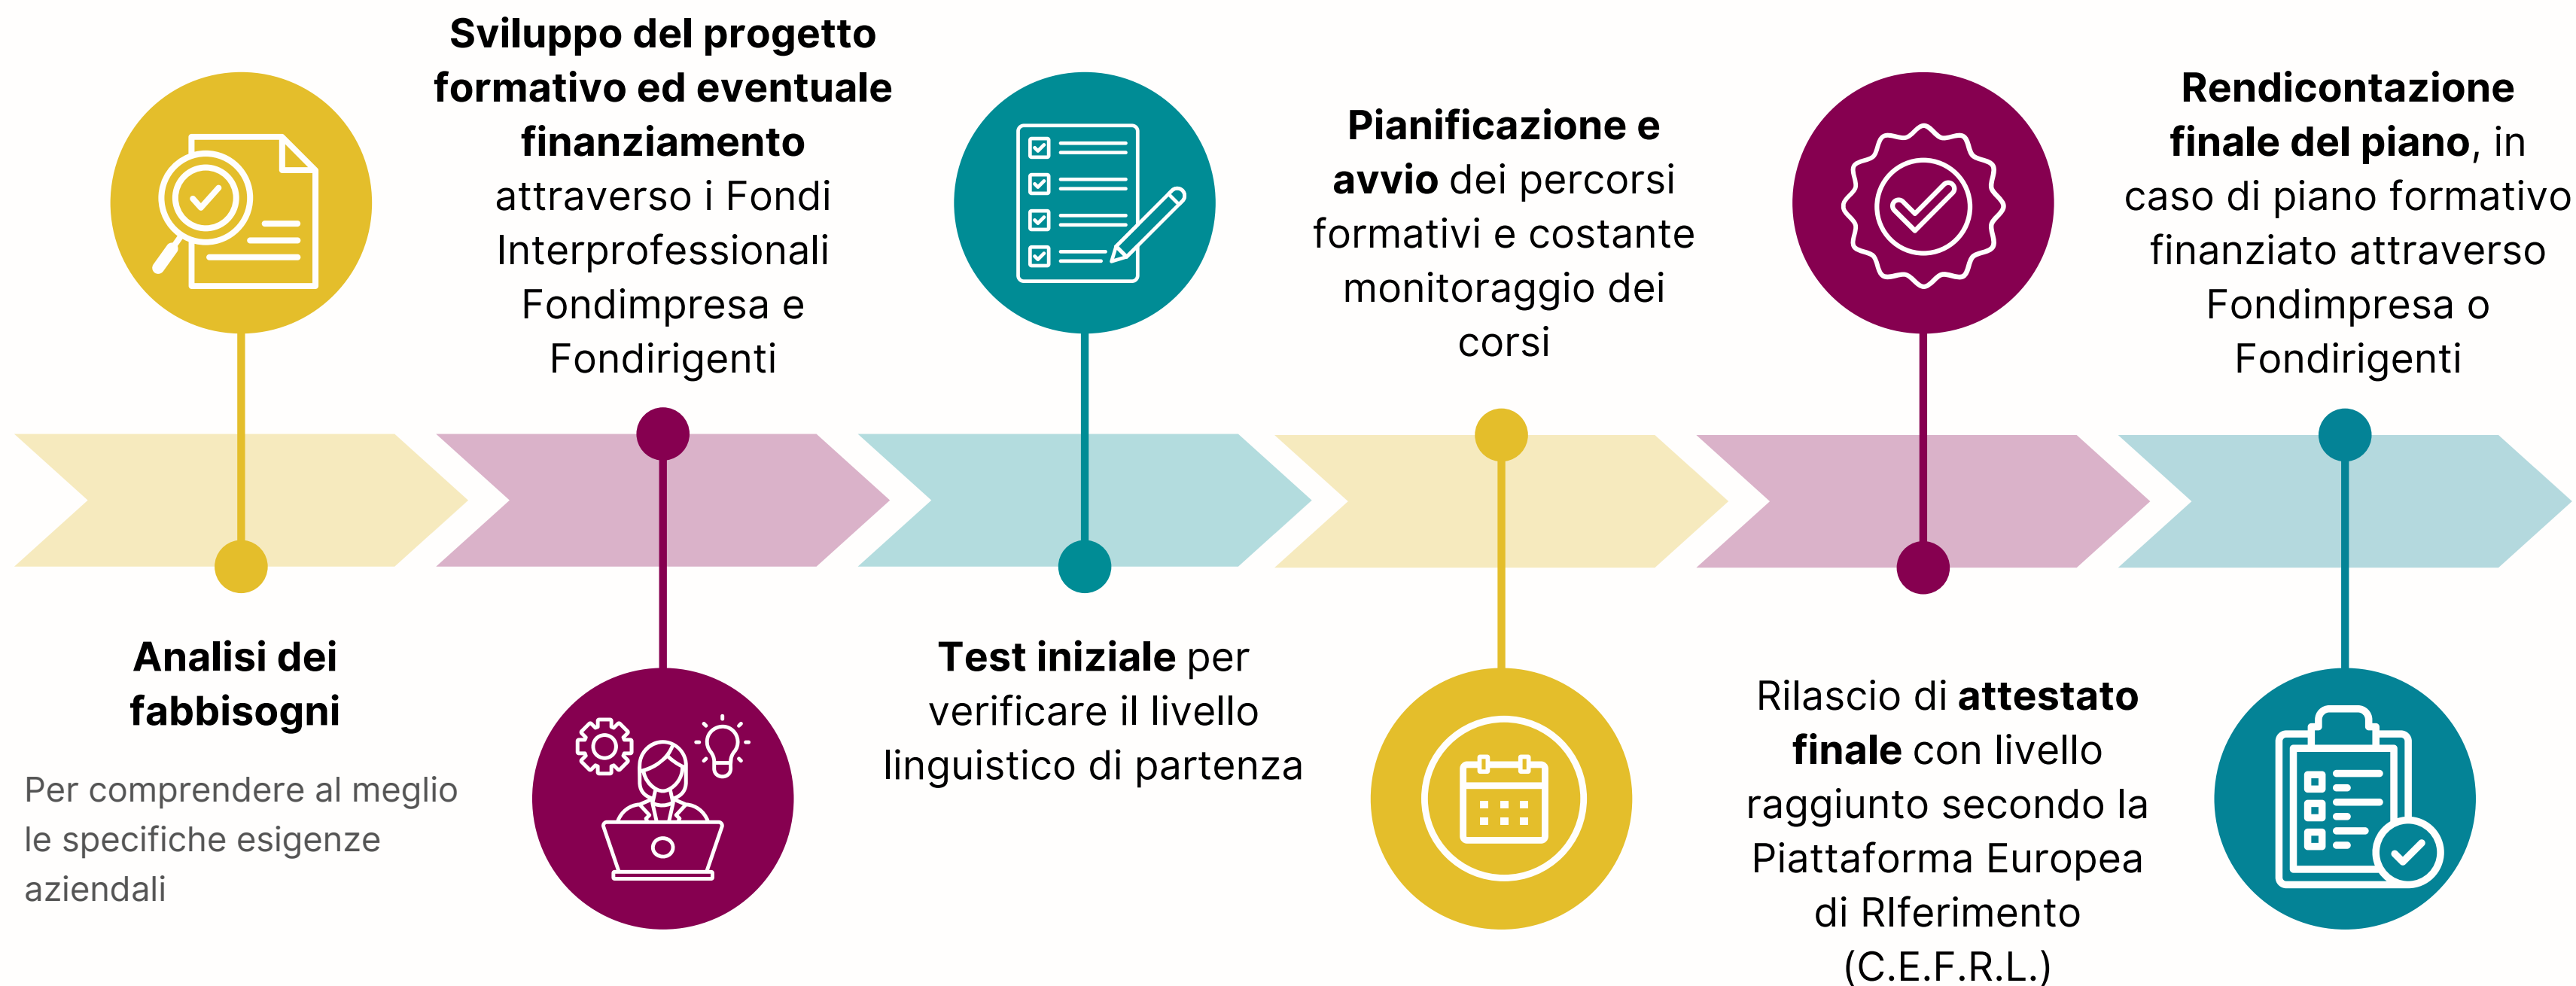 Analisi dei
fabbisogni
Per comprendere al meglio
le specifiche esigenze
aziendali
Sviluppo del progetto
formativo ed eventuale
finanziamento
attraverso i Fondi
Interprofessionali
Fondimpresa e
Fondirigenti
Test iniziale per
verificare il livello
linguistico di partenza
Pianificazione e
avvio dei percorsi
formativi e costante
monitoraggio dei
corsi
Rilascio di attestato
finale con livello
raggiunto secondo la
Piattaforma Europea
di RIferimento
(C.E.F.R.L.)
Rendicontazione
finale del piano, in
caso di piano formativo
finanziato attraverso
Fondimpresa o
Fondirigenti